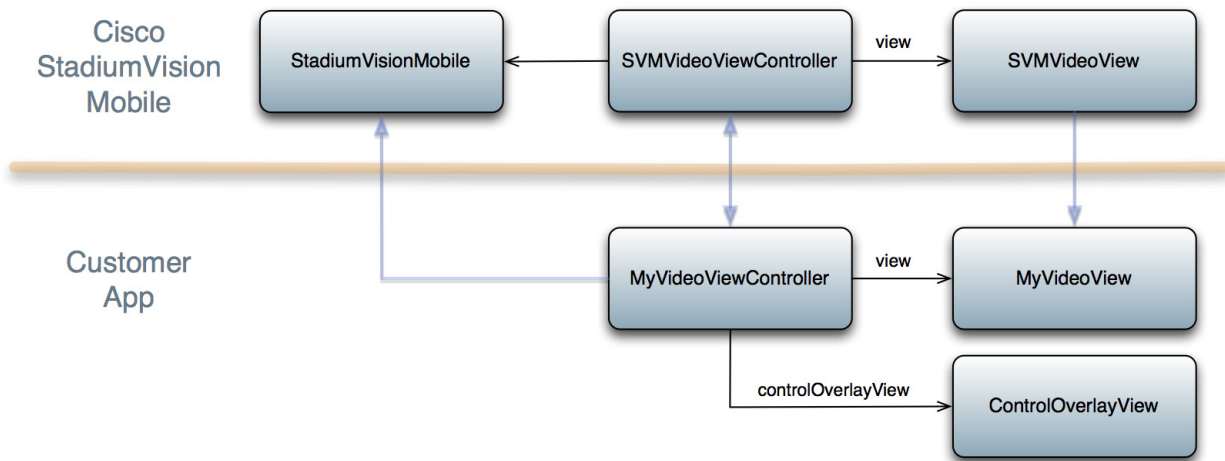 Cisco
StadiumVision
Mobile
StadiumVisionMobile
SVMVideoViewController
view
SVMVideoView
Customer
App
MyVideoViewController
view
MyVideoView
controlOverlayView
ControlOverlayView